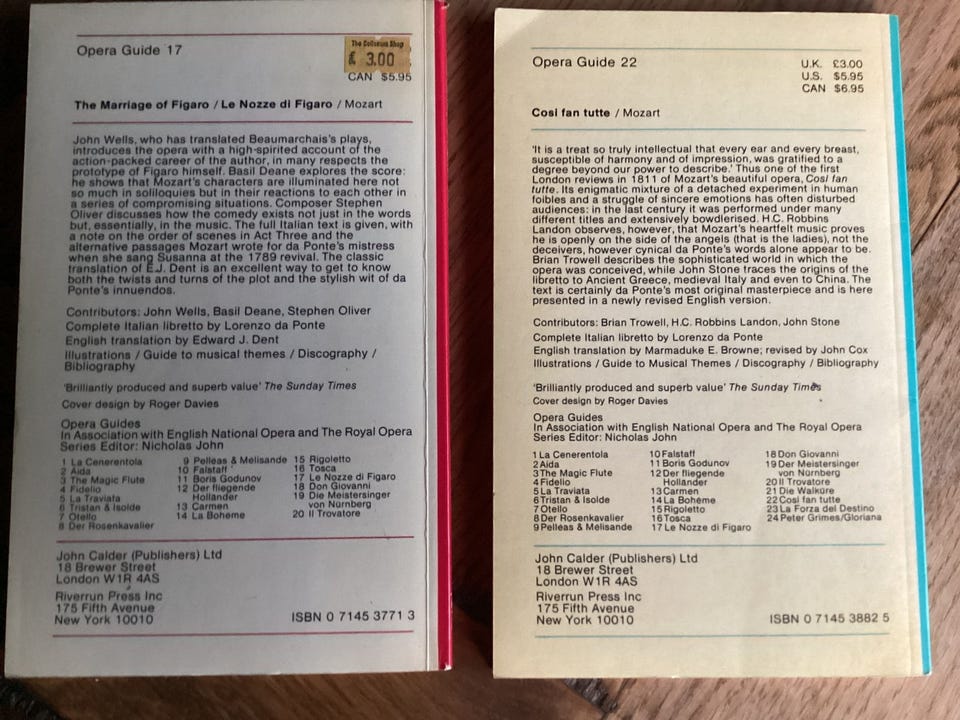 Opera Guide 17
The Coliseum Shop
£ 3.00
CAN $5.95
The Marriage of Figaro / Le Nozze di Figaro / Mozart
John Wells, who has translated Beaumarchais's plays,
introduces the opera with a high-spirited account of the
action-packed career of the author, in many respects the
prototype of Figaro himself. Basil Deane explores the score:
he shows that Mozart's characters are illuminated here not
so much in soliloquies but in their reactions to each other in
a series of compromising situations. Composer Stephen
Oliver discusses how the comedy exists not just in the words
but, essentially, in the music. The full Italian text is given, with
a note on the order of scenes in Act Three and the
alternative passages Mozart wrote for da Ponte's mistress
when she sang Susanna at the 1789 revival. The classic
translation of E.J. Dent is an excellent way to get to know
both the twists and turns of the plot and the stylish wit of da
Ponte's innuendos.
Contributors: John Wells, Basil Deane, Stephen Oliver
Complete Italian libretto by Lorenzo da Ponte
English translation by Edward J. Dent
Illustrations / Guide to musical themes / Discography /
Bibliography
'Brilliantly produced and superb value' The Sunday Times
Cover design by Roger Davies
Opera Guides
In Association with English National Opera and The Royal Opera
Series Editor: Nicholas John
1 La Cenerentola
2 Aida
3 The Magic Flute
4 Fidelio
5 La Traviata
6 Tristan & Isolde
7 Otello
8 Der Rosenkavalier
9 Pelleas & Melisande
10 Falstaff
11 Boris Godunov
12 Der fliegende
Hollander
13 Carmen
14 La Boheme
15 Rigoletto
16 Tosca
17 Le Nozze di Figaro
18 Don Giovanni
19 Die Meistersinger
von Nürnberg
20 Il Trovatore
John Calder (Publishers) Ltd
18 Brewer Street
London W1R 4AS
Riverrun Press Inc
175 Fifth Avenue
New York 10010
ISBN 0 7145 3771 3
Opera Guide 22
U.K. £3.00
U.S. $5.95
CAN $6.95
Cosi fan tutte / Mozart
'It is a treat so truly intellectual that every ear and every breast,
susceptible of harmony and of impression, was gratified to a
degree beyond our power to describe.' Thus one of the first
London reviews in 1811 of Mozart's beautiful opera, Cosi fan
tutte. Its enigmatic mixture of a detached experiment in human
foibles and a struggle of sincere emotions has often disturbed
audiences: in the last century it was performed under many
different titles and extensively bowdlerised. H.C. Robbins
Landon observes, however, that Mozart's heartfelt music proves
he is openly on the side of the angels (that is the ladies), not the
deceivers, however cynical da Ponte's words alone appear to be.
Brian Trowell describes the sophisticated world in which the
opera was conceived, while John Stone traces the origins of the
libretto to Ancient Greece, medieval Italy and even to China. The
text is certainly da Ponte's most original masterpiece and is here
presented in a newly revised English version.
Contributors: Brian Trowell, H.C. Robbins Landon, John Stone
Complete Italian libretto by Lorenzo da Ponte
English translation by Marmaduke E. Browne; revised by John Cox
Illustrations / Guide to Musical Themes / Discography / Bibliography
'Brilliantly produced and superb value' The Sunday Times
Cover design by Roger Davies
Opera Guides
In Association with English National Opera and The Royal Opera
Series Editor: Nicholas John
1 La Cenerentola
2 Aida
3 The Magic Flute
4 Fidelio
5 La Traviata
6 Tristan & Isolde
7 Otello
8 Der Rosenkavalier
9 Pelleas & Melisande
10 Falstaff
11 Boris Godunov
12 Der fliegende
Hollander
13 Carmen
14 La Boheme
15 Rigoletto
16 Tosca
17 Le Nozze di Figaro
18 Don Giovanni
19 Der Meistersinger
von Nürnberg
20 Il Trovatore
21 Die Walküre
22 Cosi fan tutte
23 La Forza del Destino
24 Peter Grimes/Gloriana
John Calder (Publishers) Ltd
18 Brewer Street
London W1R 4AS
Riverrun Press Inc
175 Fifth Avenue
New York 10010
ISBN 0 7145 3882 5